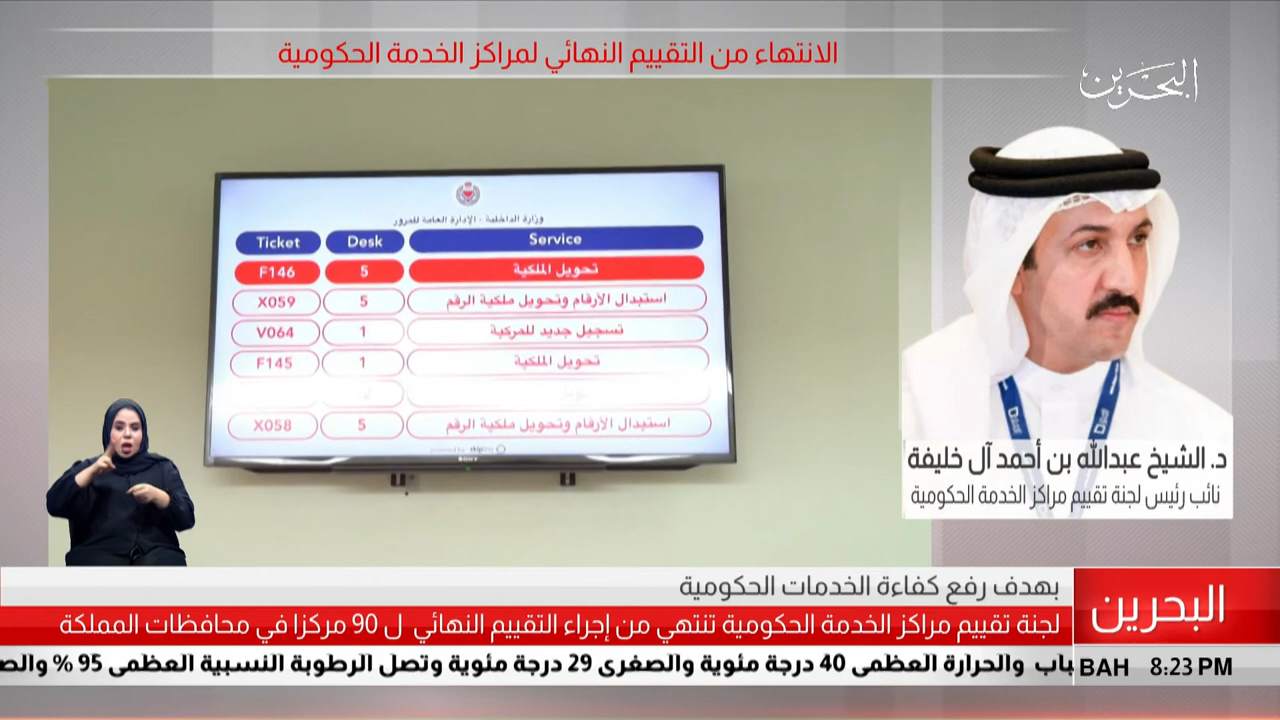 الانتهاء من التقييم النهائي لمراكز الخدمة الحكومية
البحرين
وزارة الداخلية - الإدارة العامة للمرور
Ticket Desk Service
F146 5 تحويل الملكية
X059 5 استبدال الأرقام وتحويل ملكية الرقم
V064 1 تسجيل جديد للمركبة
F145 1 تحويل الملكية
2
X058 5 استبدال الأرقام وتحويل ملكية الرقم
powered by skiplino
SONY
د. الشيخ عبدالله بن أحمد آل خليفة
نائب رئيس لجنة تقييم مراكز الخدمة الحكومية
بهدف رفع كفاءة الخدمات الحكومية
البحرين
لجنة تقييم مراكز الخدمة الحكومية تنتهي من إجراء التقييم النهائي ل 90 مركزا في محافظات المملكة
والحرارة العظمى 40 درجة مئوية والصغرى 29 درجة مئوية وتصل الرطوبة النسبية العظمى 95 %
BAH 8:23 PM